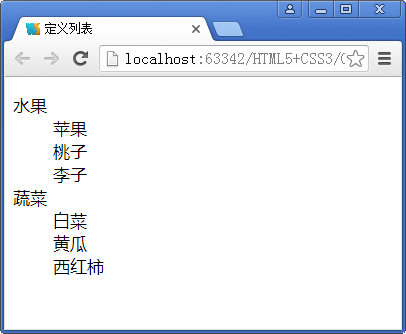 定义列表
localhost:63342/HTML5+CSS3/
水果
苹果
桃子
李子
蔬菜
白菜
黄瓜
西红柿